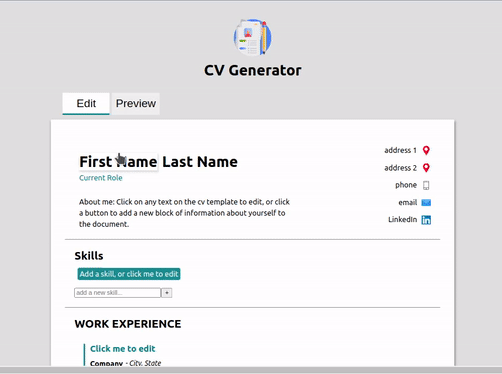 CV Generator
Edit
Preview
First Name Last Name
Current Role
About me: Click on any text on the cv template to edit, or click
a button to add a new block of information about yourself to
the document.
address 1
address 2
phone
email
LinkedIn
Skills
Add a skill, or click me to edit
add a new skill...
+
WORK EXPERIENCE
Click me to edit
Company - City, State